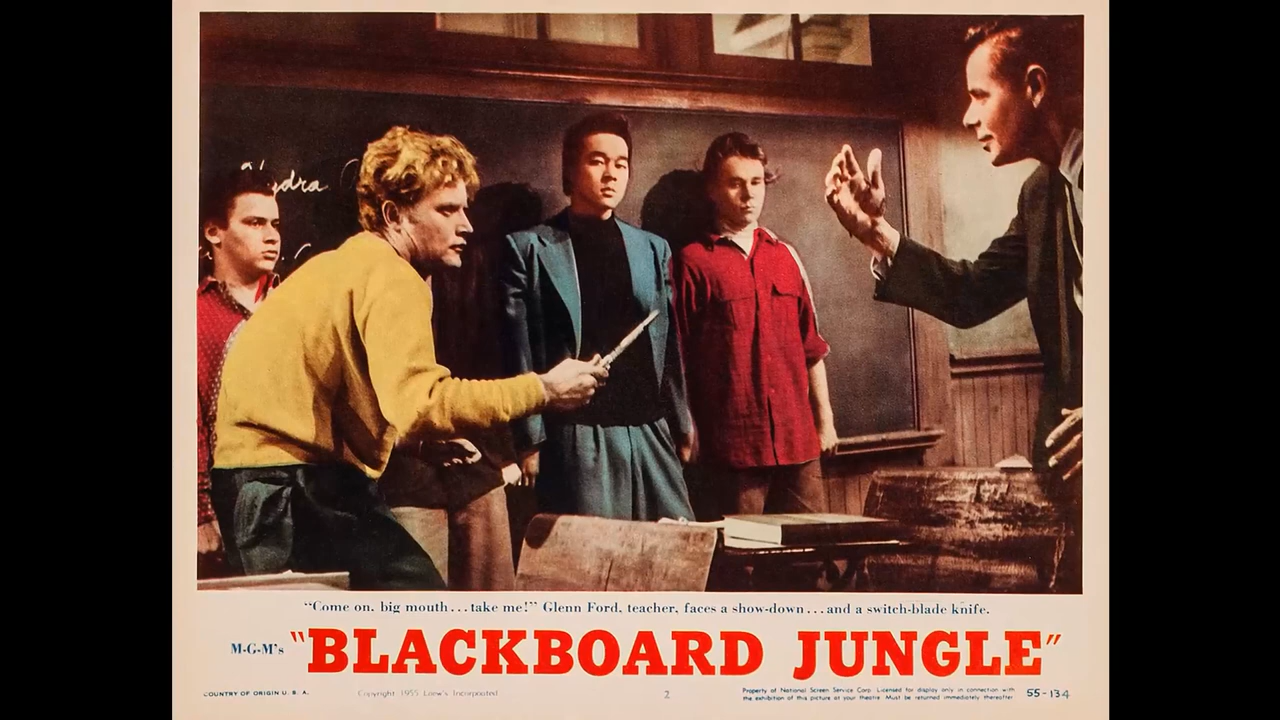 “Come on, big mouth...take me!” Glenn Ford, teacher, faces a show-down...and a switch-blade knife.
M-G-M's "BLACKBOARD JUNGLE"
COUNTRY OF ORIGIN U. S. A.
Copyright 1955 Loew's Incorporated
2
Property of National Screen Service Corp. Licensed for display only in connection with
the exhibition of this picture at your theatre. Must be returned immediately thereafter.
55-134